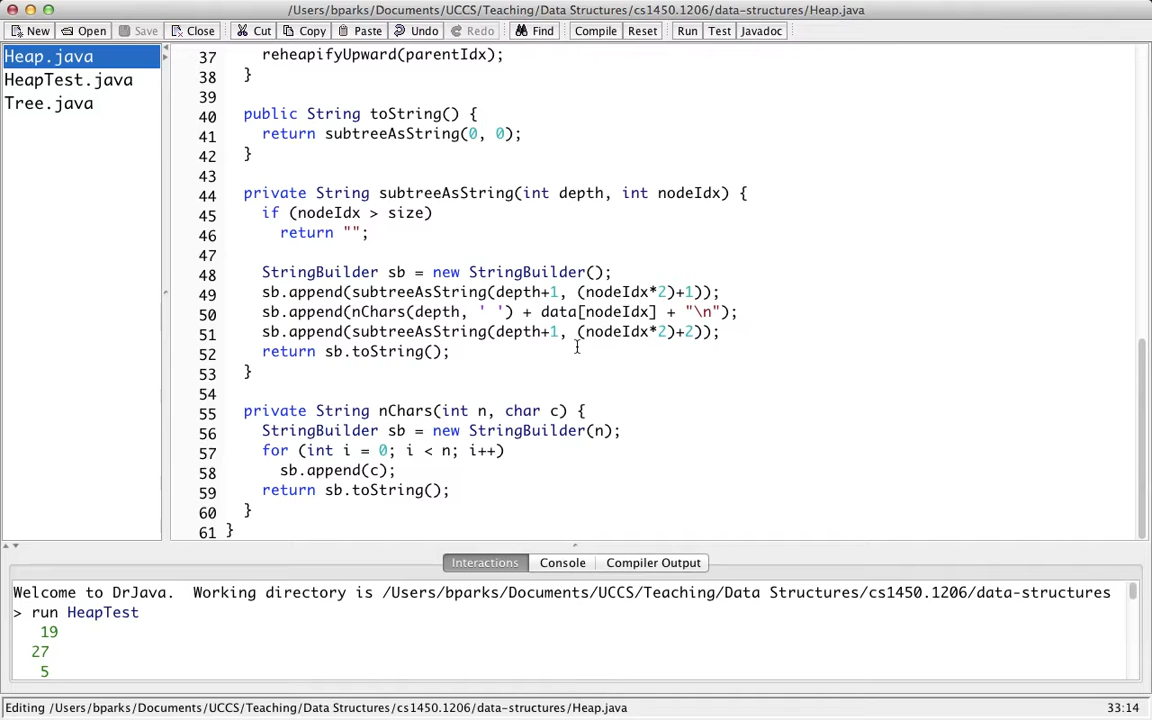 /Users/bparks/Documents/UCCS/Teaching/Data Structures/cs1450.1206/data-structures/Heap.java
New Open Save Close Cut Copy Paste Undo Redo Find Compile Reset Run Test Javadoc
Heap.java
HeapTest.java
Tree.java
37 reheapifyUpward(parentIdx);
38 }
39
40 public String toString() {
41 return subtreeAsString(0, 0);
42 }
43
44 private String subtreeAsString(int depth, int nodeIdx) {
45 if (nodeIdx > size)
46 return "";
47
48 StringBuilder sb = new StringBuilder();
49 sb.append(subtreeAsString(depth+1, (nodeIdx*2)+1));
50 sb.append(nChars(depth, ' ') + data[nodeIdx] + "\n");
51 sb.append(subtreeAsString(depth+1, (nodeIdx*2)+2));
52 return sb.toString();
53 }
54
55 private String nChars(int n, char c) {
56 StringBuilder sb = new StringBuilder(n);
57 for (int i = 0; i < n; i++)
58 sb.append(c);
59 return sb.toString();
60 }
61 }
Interactions Console Compiler Output
Welcome to DrJava. Working directory is /Users/bparks/Documents/UCCS/Teaching/Data Structures/cs1450.1206/data-structures
> run HeapTest
19
27
5
Editing /Users/bparks/Documents/UCCS/Teaching/Data Structures/cs1450.1206/data-structures/Heap.java 33:14